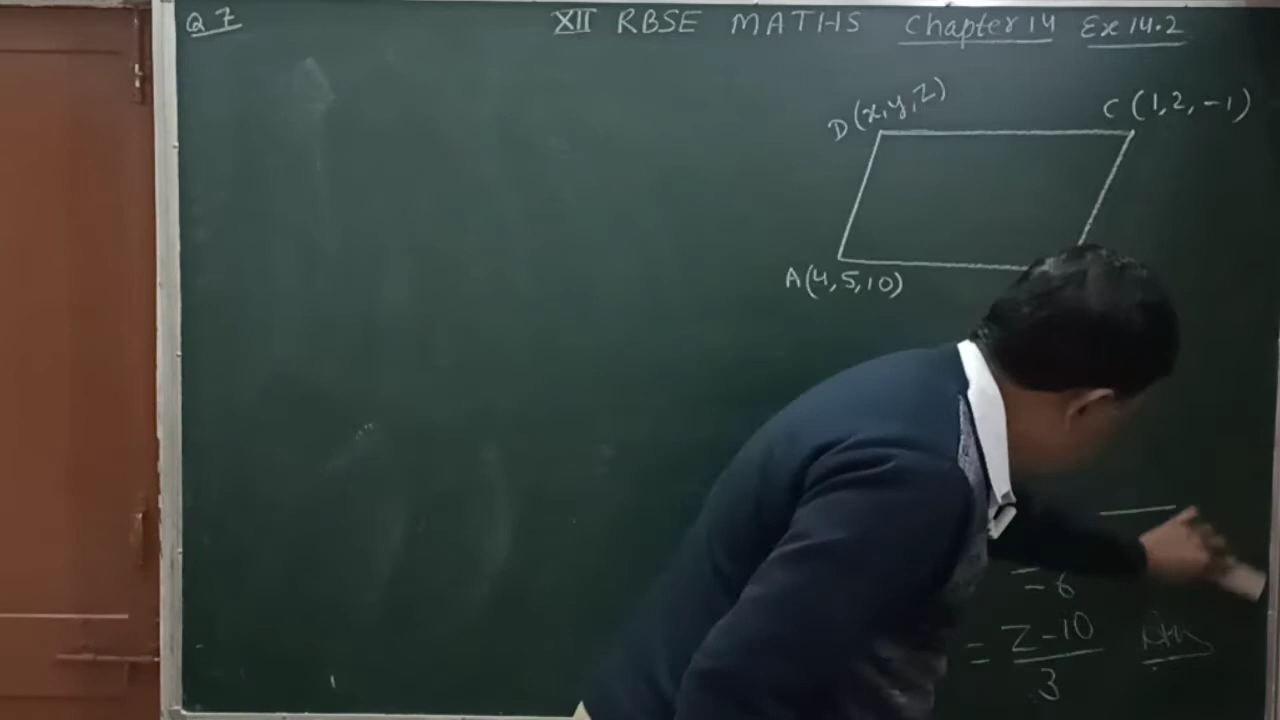 Q 7
XII RBSE MATHS Chapter 14 Ex 14.2
D (x, y, z)
C (1, 2, -1)
A (4, 5, 10)
- 6
= z-10
3